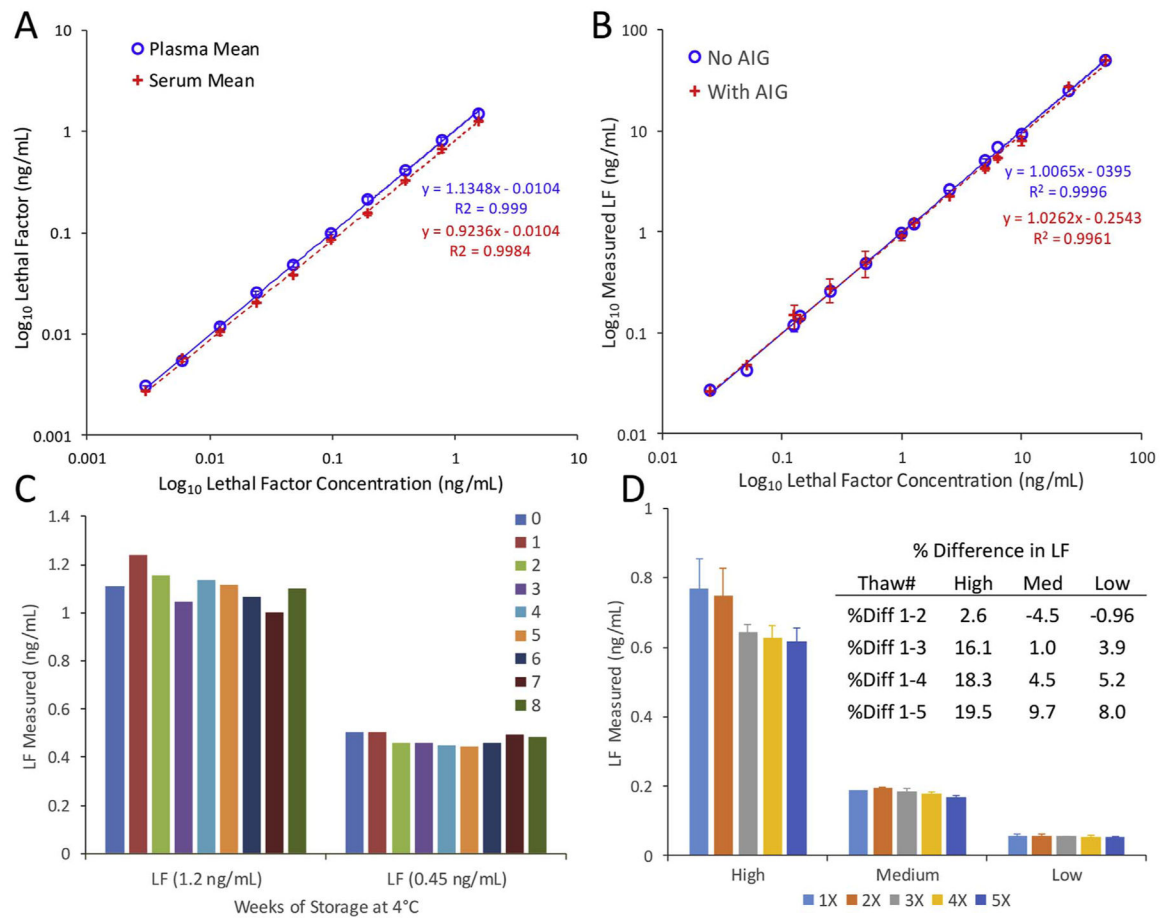 A
10
1
0.1
0.01
0.001
0.001
0.01
0.1
1
10
Log₁₀ Lethal Factor (ng/mL)
Log₁₀ Lethal Factor Concentration (ng/mL)
Plasma Mean
Serum Mean
y = 1.1348x - 0.0104
R2 = 0.999
y = 0.9236x - 0.0104
R2 = 0.9984
B
100
10
1
0.1
0.01
0.01
0.1
1
10
100
Log₁₀ Measured LF (ng/mL)
Log₁₀ Lethal Factor Concentration (ng/mL)
No AIG
With AIG
y = 1.0065x - 0395
R² = 0.9996
y = 1.0262x - 0.2543
R² = 0.9961
C
1.4
1.2
1
0.8
0.6
0.4
0.2
0
LF Measured (ng/mL)
0
1
2
3
4
5
6
7
8
LF (1.2 ng/mL)
LF (0.45 ng/mL)
Weeks of Storage at 4°C
D
1
0.8
0.6
0.4
0.2
0
LF Measured (ng/mL)
% Difference in LF
Thaw# High Med Low
%Diff 1-2 2.6 -4.5 -0.96
%Diff 1-3 16.1 1.0 3.9
%Diff 1-4 18.3 4.5 5.2
%Diff 1-5 19.5 9.7 8.0
High
Medium
Low
1X 2X 3X 4X 5X